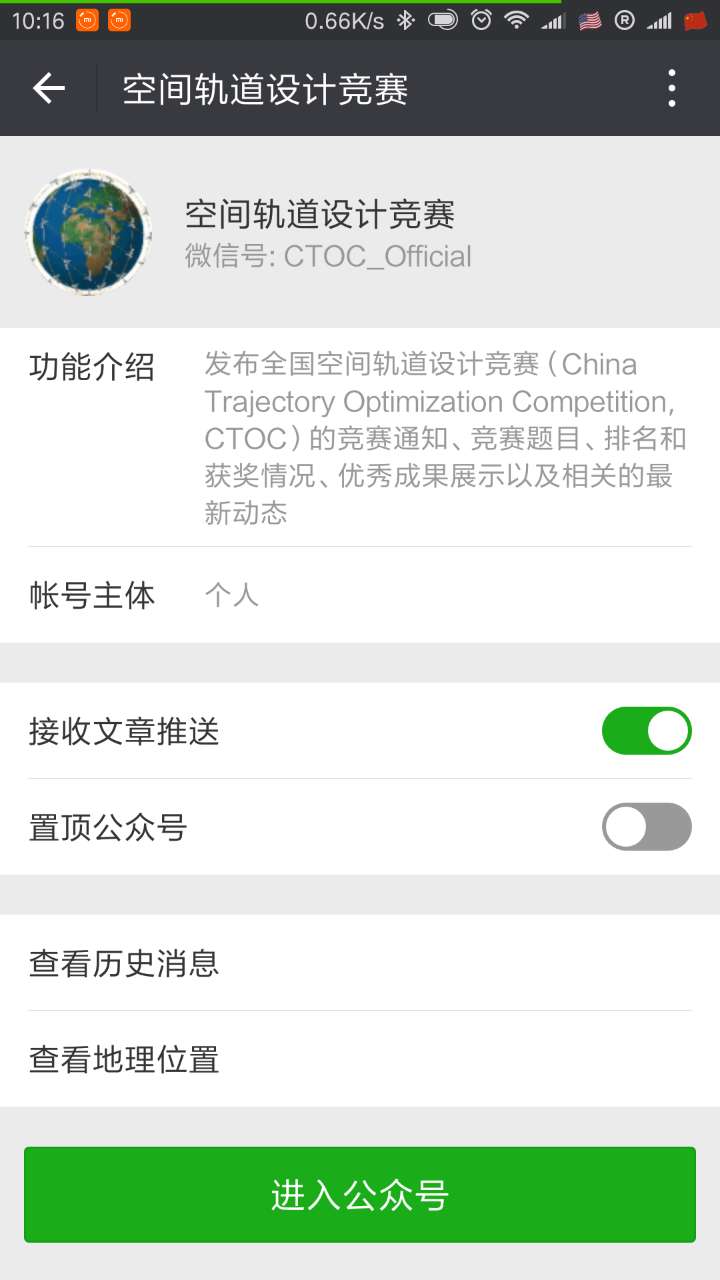 10:16
0.66K/s
空间轨道设计竞赛
空间轨道设计竞赛
微信号: CTOC_Official
功能介绍
发布全国空间轨道设计竞赛（China
Trajectory Optimization Competition,
CTOC）的竞赛通知、竞赛题目、排名和
获奖情况、优秀成果展示以及相关的最
新动态
帐号主体
个人
接收文章推送
置顶公众号
查看历史消息
查看地理位置
进入公众号